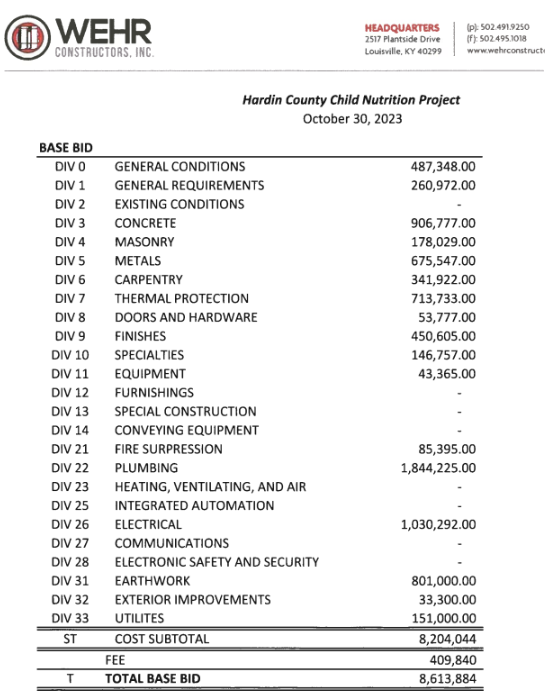 WEHR
CONSTRUCTORS, INC.
HEADQUARTERS
2517 Plantside Drive
Louisville, KY 40299
(p): 502.491.9250
(f): 502.495.1018
www.wehrconstructo
Hardin County Child Nutrition Project
October 30, 2023
BASE BID
DIV 0 GENERAL CONDITIONS 487,348.00
DIV 1 GENERAL REQUIREMENTS 260,972.00
DIV 2 EXISTING CONDITIONS -
DIV 3 CONCRETE 906,777.00
DIV 4 MASONRY 178,029.00
DIV 5 METALS 675,547.00
DIV 6 CARPENTRY 341,922.00
DIV 7 THERMAL PROTECTION 713,733.00
DIV 8 DOORS AND HARDWARE 53,777.00
DIV 9 FINISHES 450,605.00
DIV 10 SPECIALTIES 146,757.00
DIV 11 EQUIPMENT 43,365.00
DIV 12 FURNISHINGS -
DIV 13 SPECIAL CONSTRUCTION -
DIV 14 CONVEYING EQUIPMENT -
DIV 21 FIRE SURPRESSION 85,395.00
DIV 22 PLUMBING 1,844,225.00
DIV 23 HEATING, VENTILATING, AND AIR -
DIV 25 INTEGRATED AUTOMATION -
DIV 26 ELECTRICAL 1,030,292.00
DIV 27 COMMUNICATIONS -
DIV 28 ELECTRONIC SAFETY AND SECURITY -
DIV 31 EARTHWORK 801,000.00
DIV 32 EXTERIOR IMPROVEMENTS 33,300.00
DIV 33 UTILITES 151,000.00
ST COST SUBTOTAL 8,204,044
FEE 409,840
T TOTAL BASE BID 8,613,884